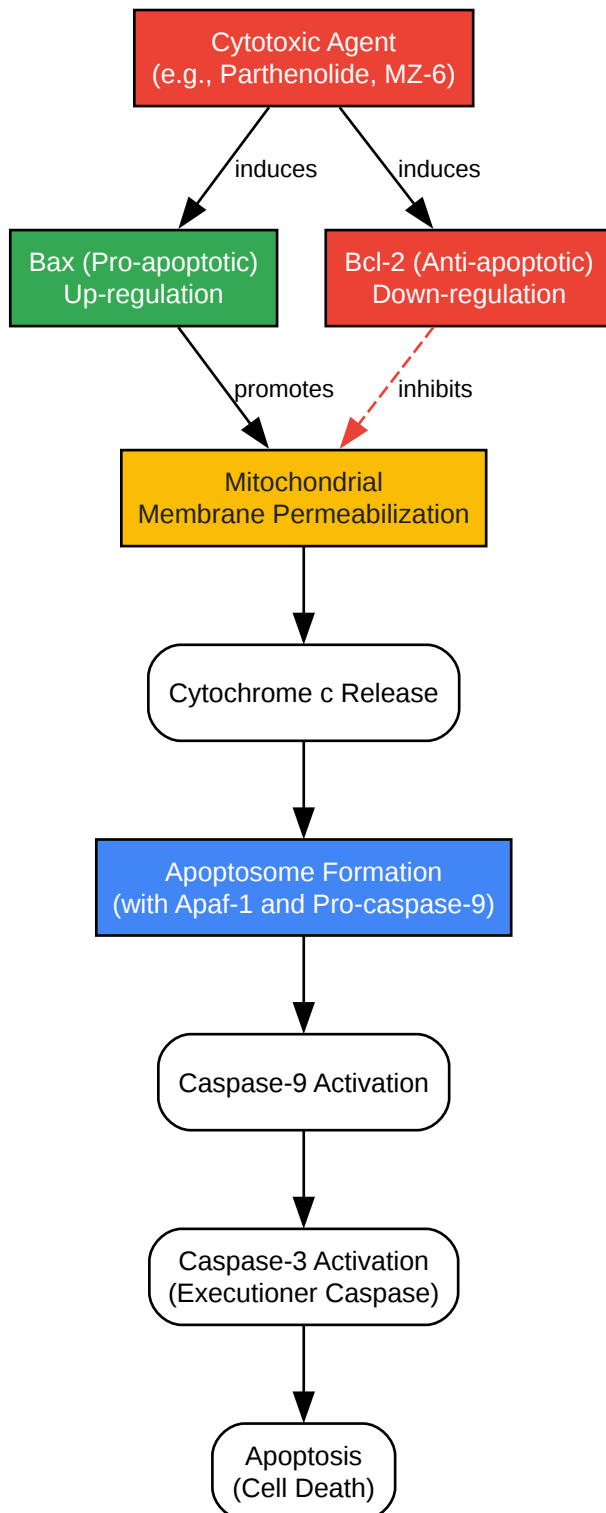 Cytotoxic Agent
(e.g., Parthenolide, MZ-6)
induces
induces
Bax (Pro-apoptotic)
Up-regulation
Bcl-2 (Anti-apoptotic)
Down-regulation
promotes
inhibits
Mitochondrial
Membrane Permeabilization
Cytochrome c Release
Apoptosome Formation
(with Apaf-1 and Pro-caspase-9)
Caspase-9 Activation
Caspase-3 Activation
(Executioner Caspase)
Apoptosis
(Cell Death)